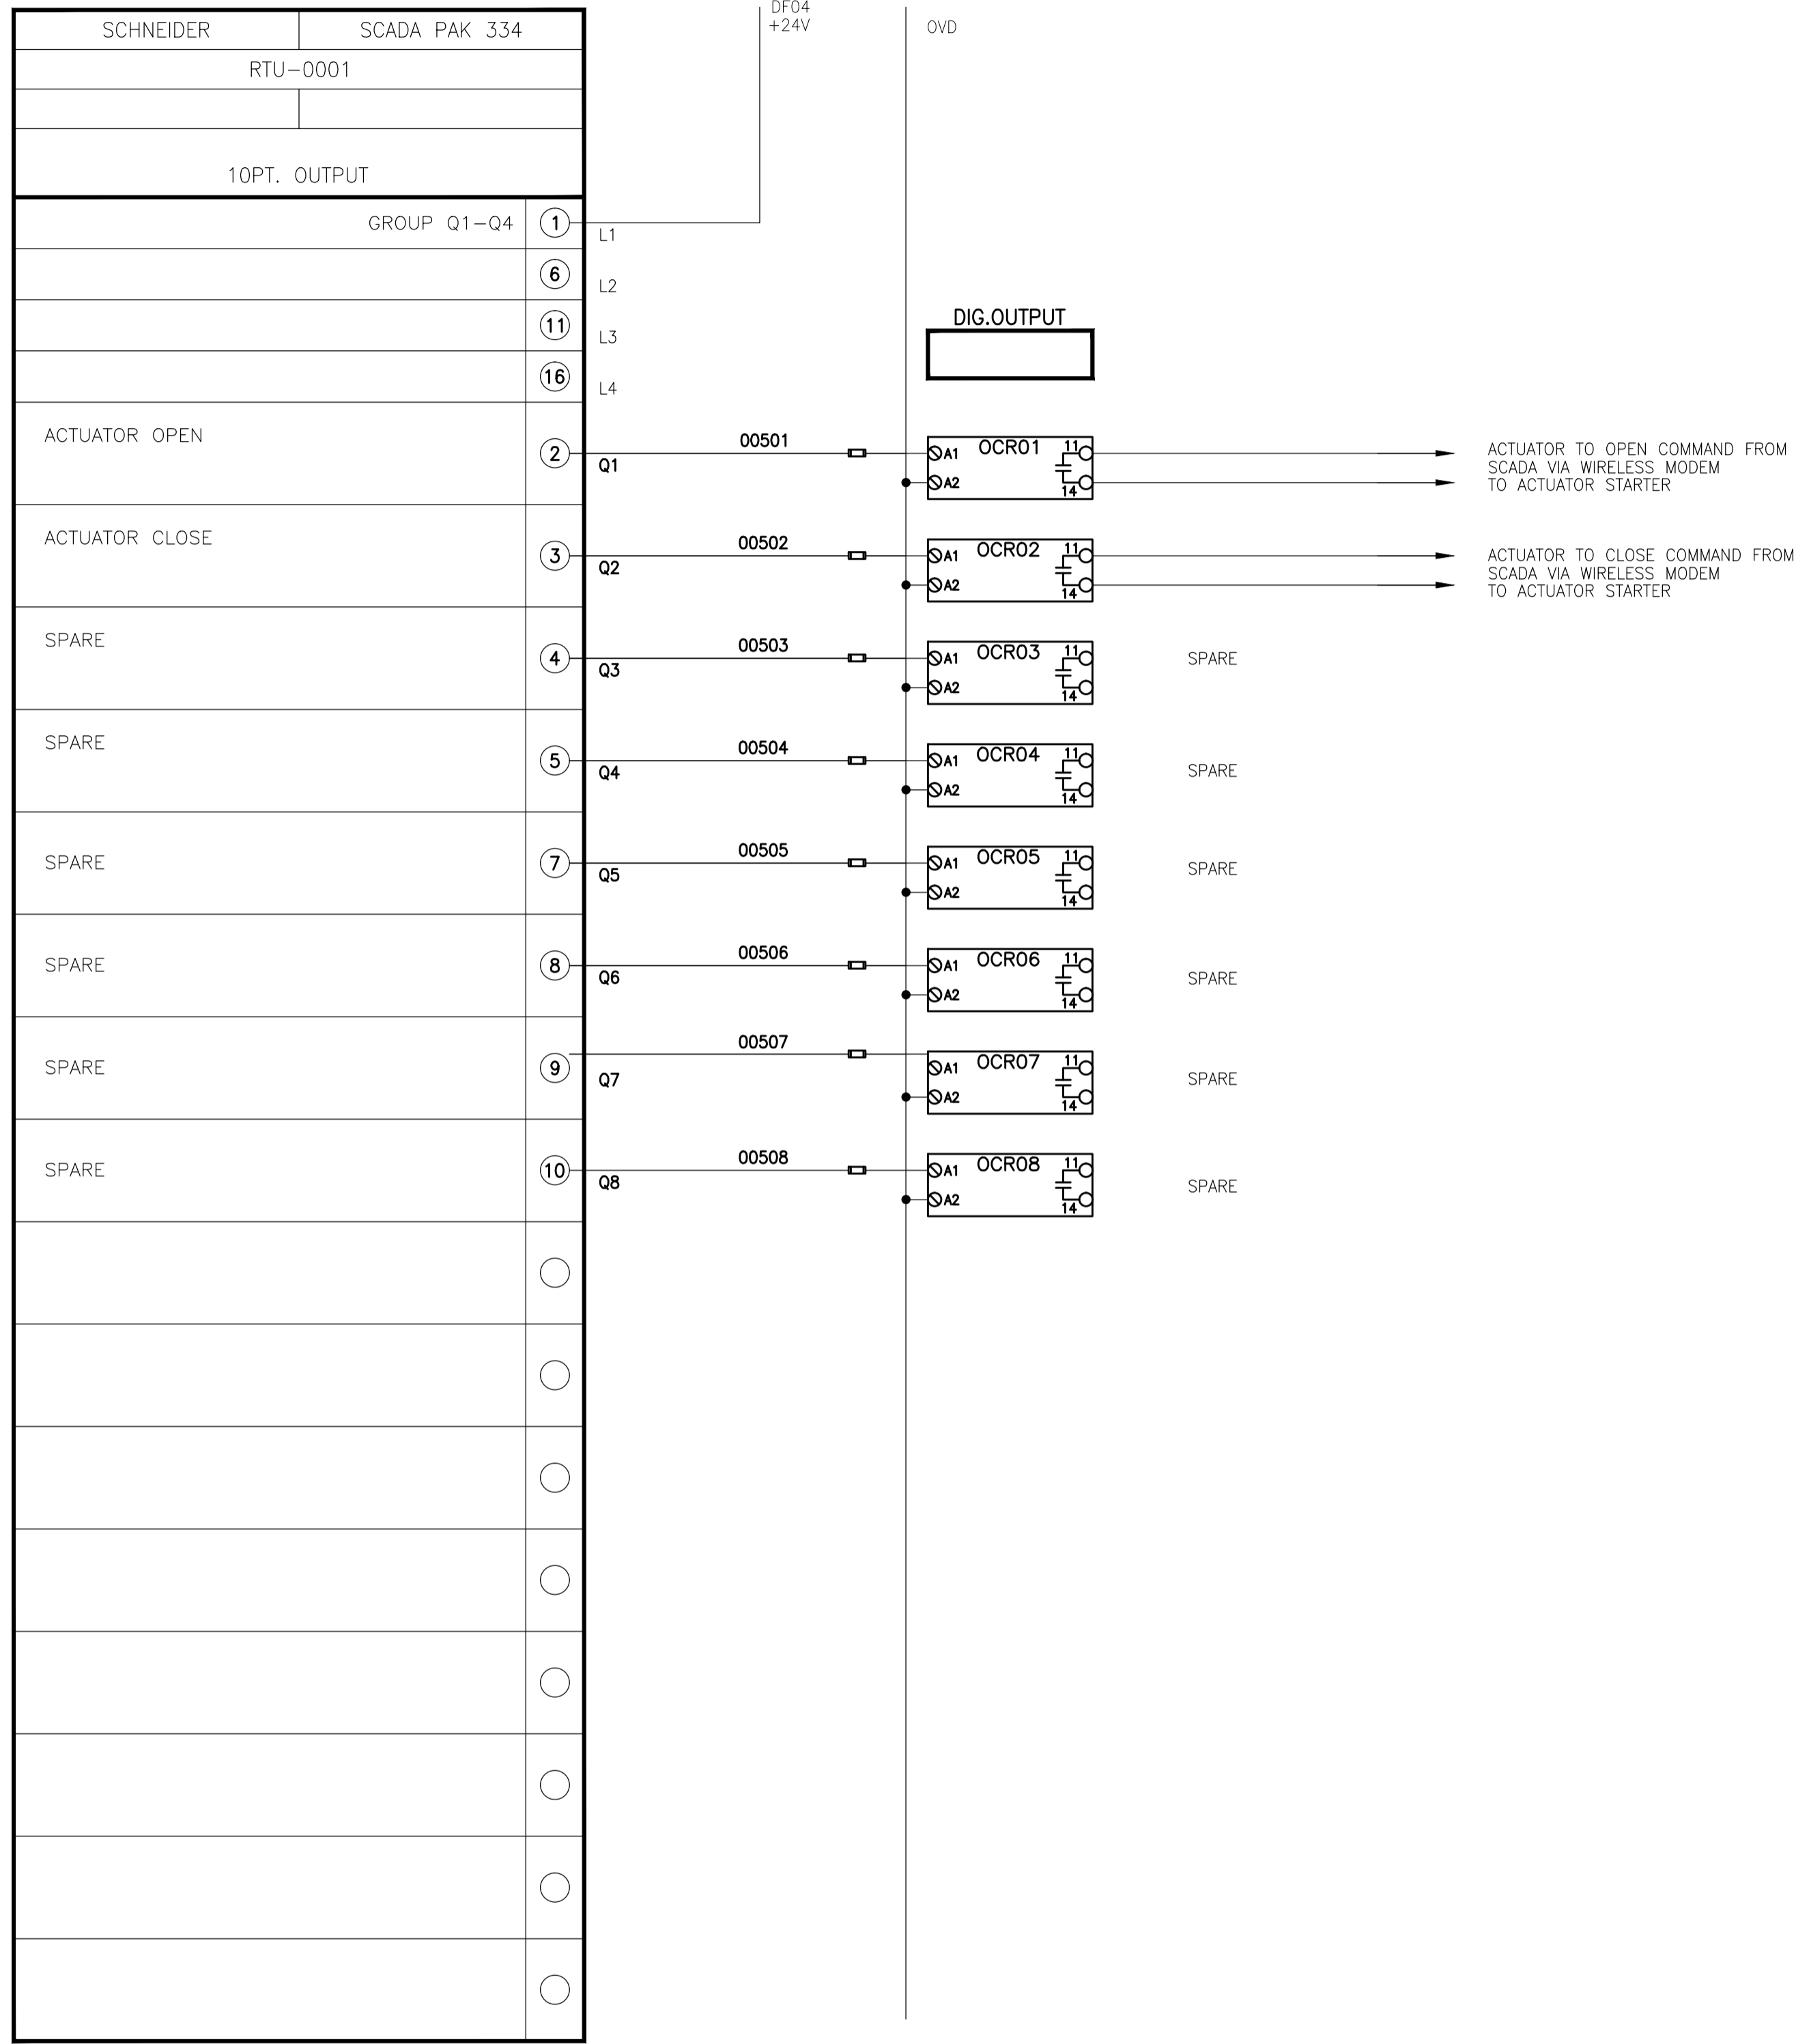 DF04
+24V
OVD
SCHNEIDER
SCADA PAK 334
RTU-0001
10PT. OUTPUT
GROUP Q1-Q4
1
L1
6
L2
11
L3
16
L4
DIG.OUTPUT
ACTUATOR OPEN
2
Q1
00501
A1
OCR01
11
A2
14
ACTUATOR TO OPEN COMMAND FROM
SCADA VIA WIRELESS MODEM
TO ACTUATOR STARTER
ACTUATOR CLOSE
3
Q2
00502
A1
OCR02
11
A2
14
ACTUATOR TO CLOSE COMMAND FROM
SCADA VIA WIRELESS MODEM
TO ACTUATOR STARTER
SPARE
4
Q3
00503
A1
OCR03
11
A2
14
SPARE
SPARE
5
Q4
00504
A1
OCR04
11
A2
14
SPARE
SPARE
7
Q5
00505
A1
OCR05
11
A2
14
SPARE
SPARE
8
Q6
00506
A1
OCR06
11
A2
14
SPARE
SPARE
9
Q7
00507
A1
OCR07
11
A2
14
SPARE
SPARE
10
Q8
00508
A1
OCR08
11
A2
14
SPARE